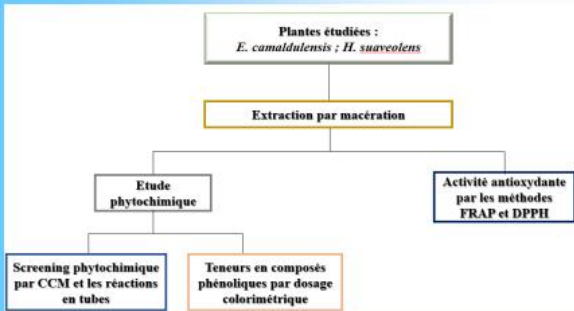 Plantes étudiées :
E. camaldulensis ; H. suaveolens
Extraction par macération
Etude
phytochimique
Activité antioxydante
par les méthodes
FRAP et DPPH
Screening phytochimique
par CCM et les réactions
en tubes
Teneurs en composés
phénoliques par dosage
colorimétrique